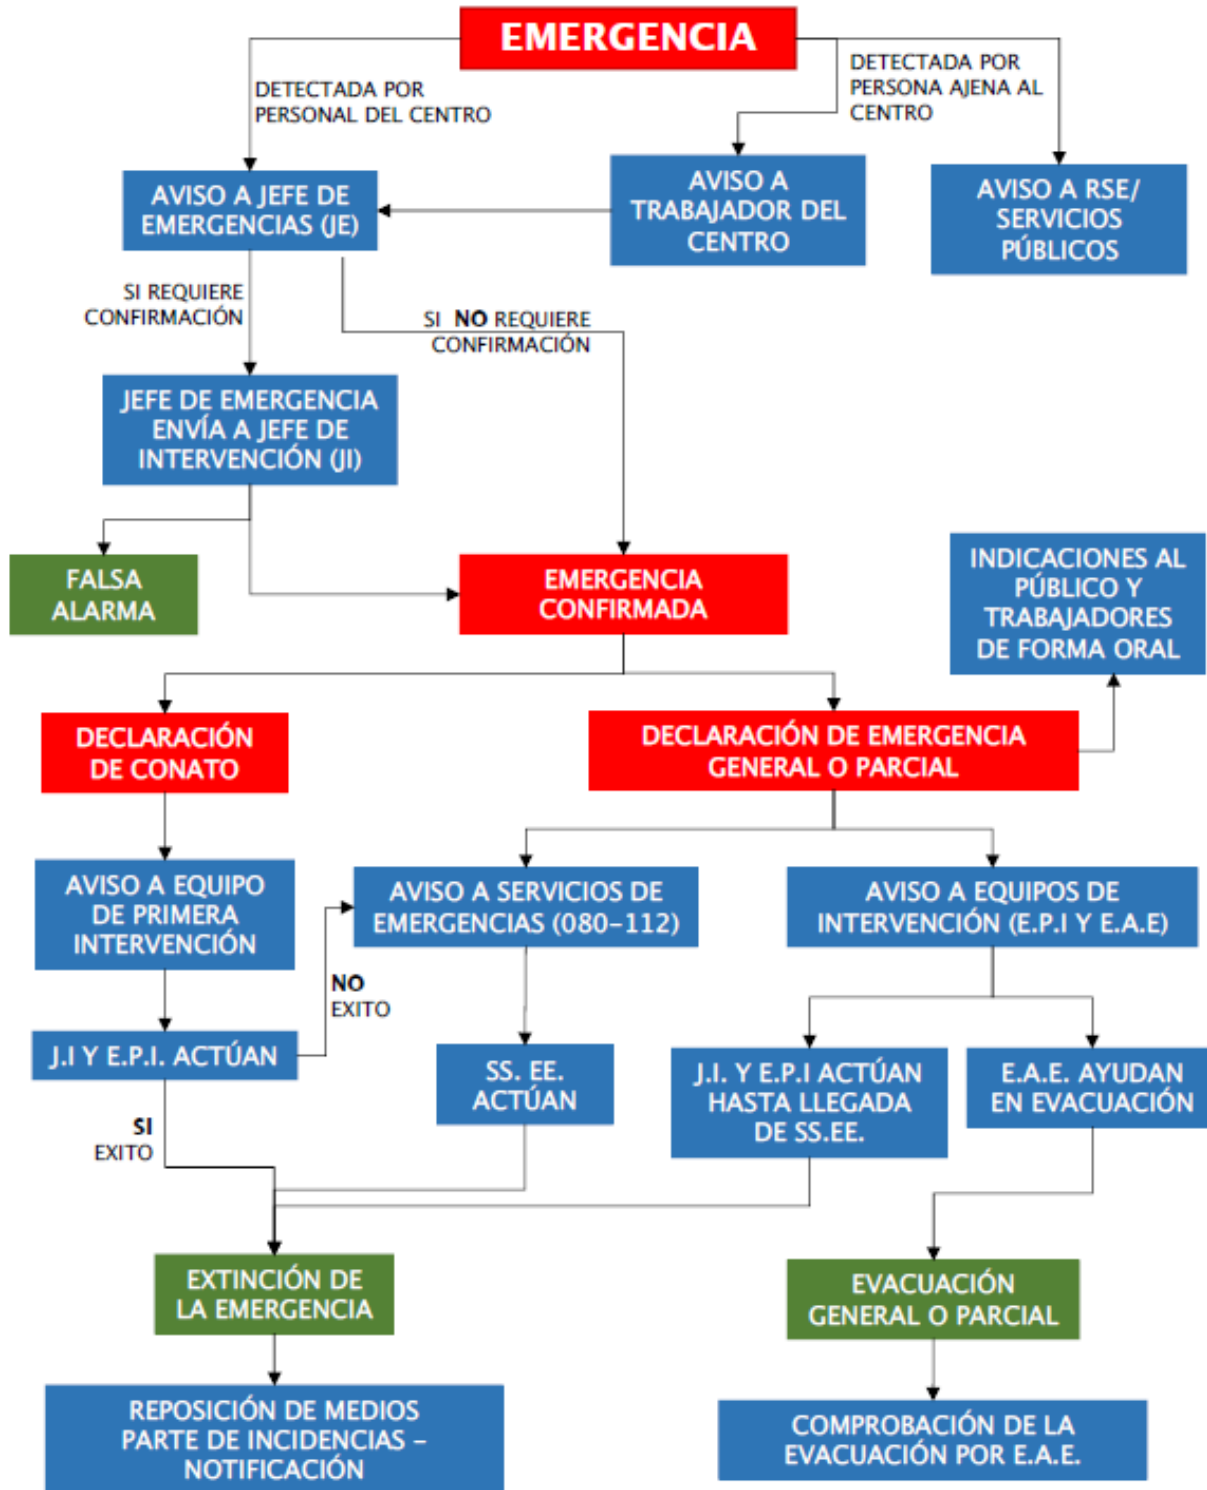 EMERGENCIA
DETECTADA POR
PERSONAL DEL CENTRO
DETECTADA POR
PERSONA AJENA AL
CENTRO
AVISO A JEFE DE
EMERGENCIAS (JE)
AVISO A
TRABAJADOR DEL
CENTRO
AVISO A RSE/
SERVICIOS
PÚBLICOS
SI REQUIERE
CONFIRMACIÓN
SI NO REQUIERE
CONFIRMACIÓN
JEFE DE EMERGENCIA
ENVÍA A JEFE DE
INTERVENCIÓN (JI)
FALSA
ALARMA
EMERGENCIA
CONFIRMADA
INDICACIONES AL
PÚBLICO Y
TRABAJADORES
DE FORMA ORAL
DECLARACIÓN
DE CONATO
DECLARACIÓN DE EMERGENCIA
GENERAL O PARCIAL
AVISO A EQUIPO
DE PRIMERA
INTERVENCIÓN
AVISO A SERVICIOS DE
EMERGENCIAS (080-112)
AVISO A EQUIPOS DE
INTERVENCIÓN (E.P.I Y E.A.E)
NO
EXITO
J.I Y E.P.I. ACTÚAN
SS. EE.
ACTÚAN
J.I. Y E.P.I ACTÚAN
HASTA LLEGADA
DE SS.EE.
E.A.E. AYUDAN
EN EVACUACIÓN
SI
EXITO
EXTINCIÓN DE
LA EMERGENCIA
EVACUACIÓN
GENERAL O PARCIAL
REPOSICIÓN DE MEDIOS
PARTE DE INCIDENCIAS –
NOTIFICACIÓN
COMPROBACIÓN DE LA
EVACUACIÓN POR E.A.E.